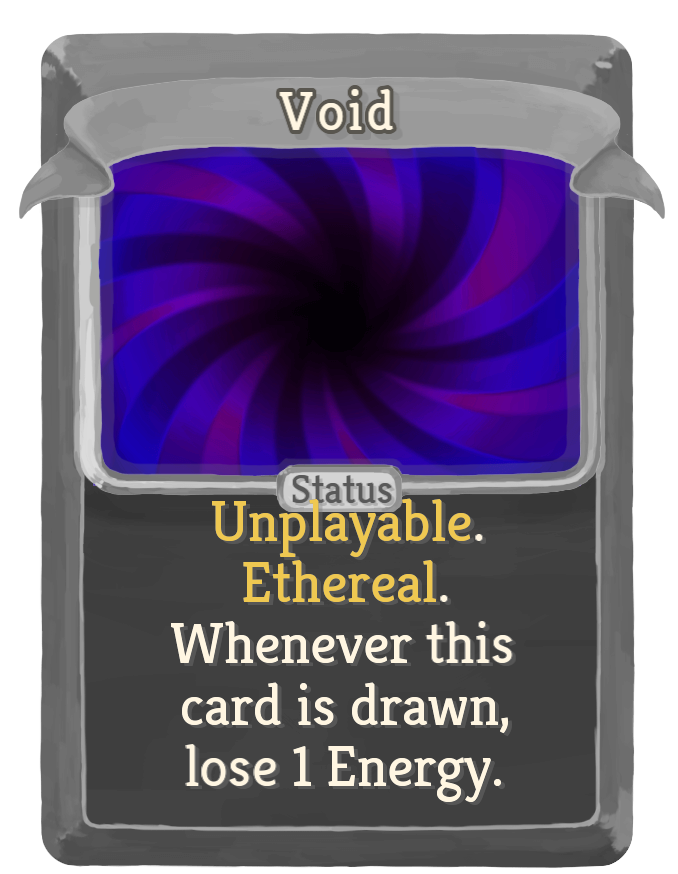 Void
Status
Unplayable.
Ethereal.
Whenever this
card is drawn,
lose 1 Energy.